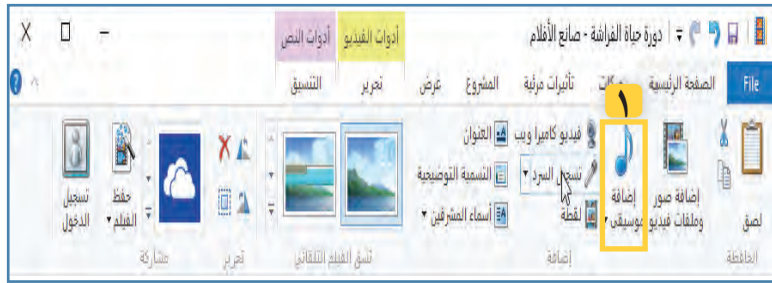 دورة حياة الفراشة - صانع الأفلام
أدوات الفيديو
أدوات النص
File
الصفحة الرئيسية
تأثيرات مرئية
المشروع
عرض
تحرير
التنسيق
١
لصق
الحافظة
إضافة صور
وملفات فيديو
إضافة
موسيقى
فيديو كاميرا ويب
تسجيل السرد
لقطة
العنوان
التسمية التوضيحية
أسماء المشرفين
إضافة
نسق الفيلم التلقائي
تحرير
مشاركة
حفظ
الفيلم
تسجيل
الدخول